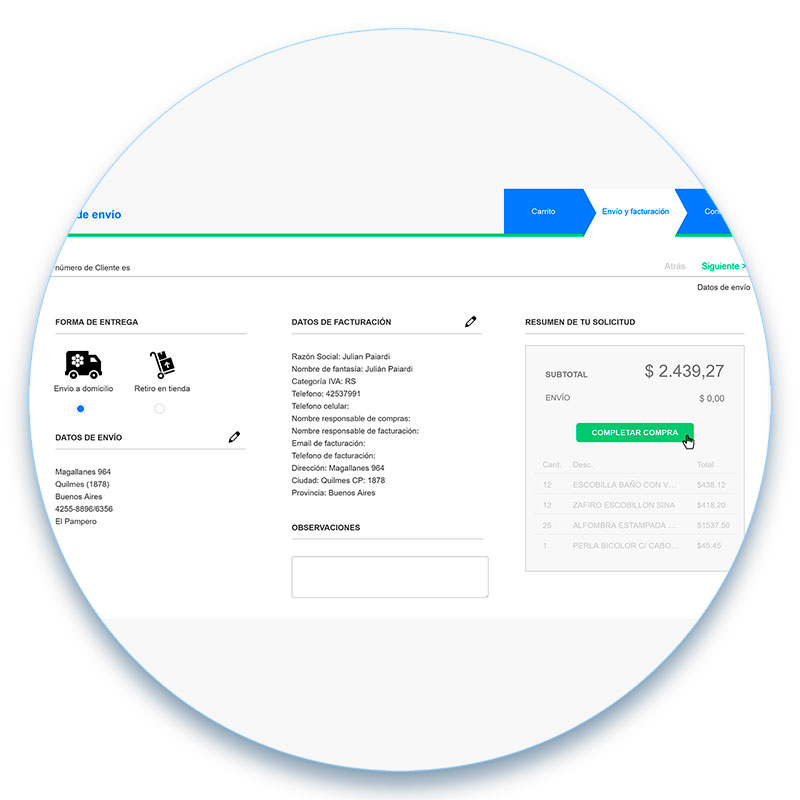 de envío
Carrito
Envío y facturación
número de Cliente es
Atrás
Siguiente >
Datos de envío
FORMA DE ENTREGA
Envio a domicilio
Retiro en tienda
DATOS DE ENVÍO
Magallanes 964
Quilmes (1878)
Buenos Aires
4255-8896/6356
El Pampero
DATOS DE FACTURACIÓN
Razón Social: Julian Paiardi
Nombre de fantasía: Julián Paiardi
Categoría IVA: RS
Telefono: 42537991
Telefono celular:
Nombre responsable de compras:
Nombre responsable de facturación:
Email de facturación:
Telefono de facturación:
Dirección: Magallanes 964
Ciudad: Quilmes CP: 1878
Provincia: Buenos Aires
OBSERVACIONES
RESUMEN DE TU SOLICITUD
SUBTOTAL $ 2.439,27
ENVÍO $ 0,00
COMPLETAR COMPRA
Cant. Desc. Total
12 ESCOBILLA BAÑO CON V... $438.12
12 ZAFIRO ESCOBILLON SINA $418.20
25 ALFOMBRA ESTAMPADA ... $1537.50
1 PERLA BICOLOR C/ CABO... $45.45